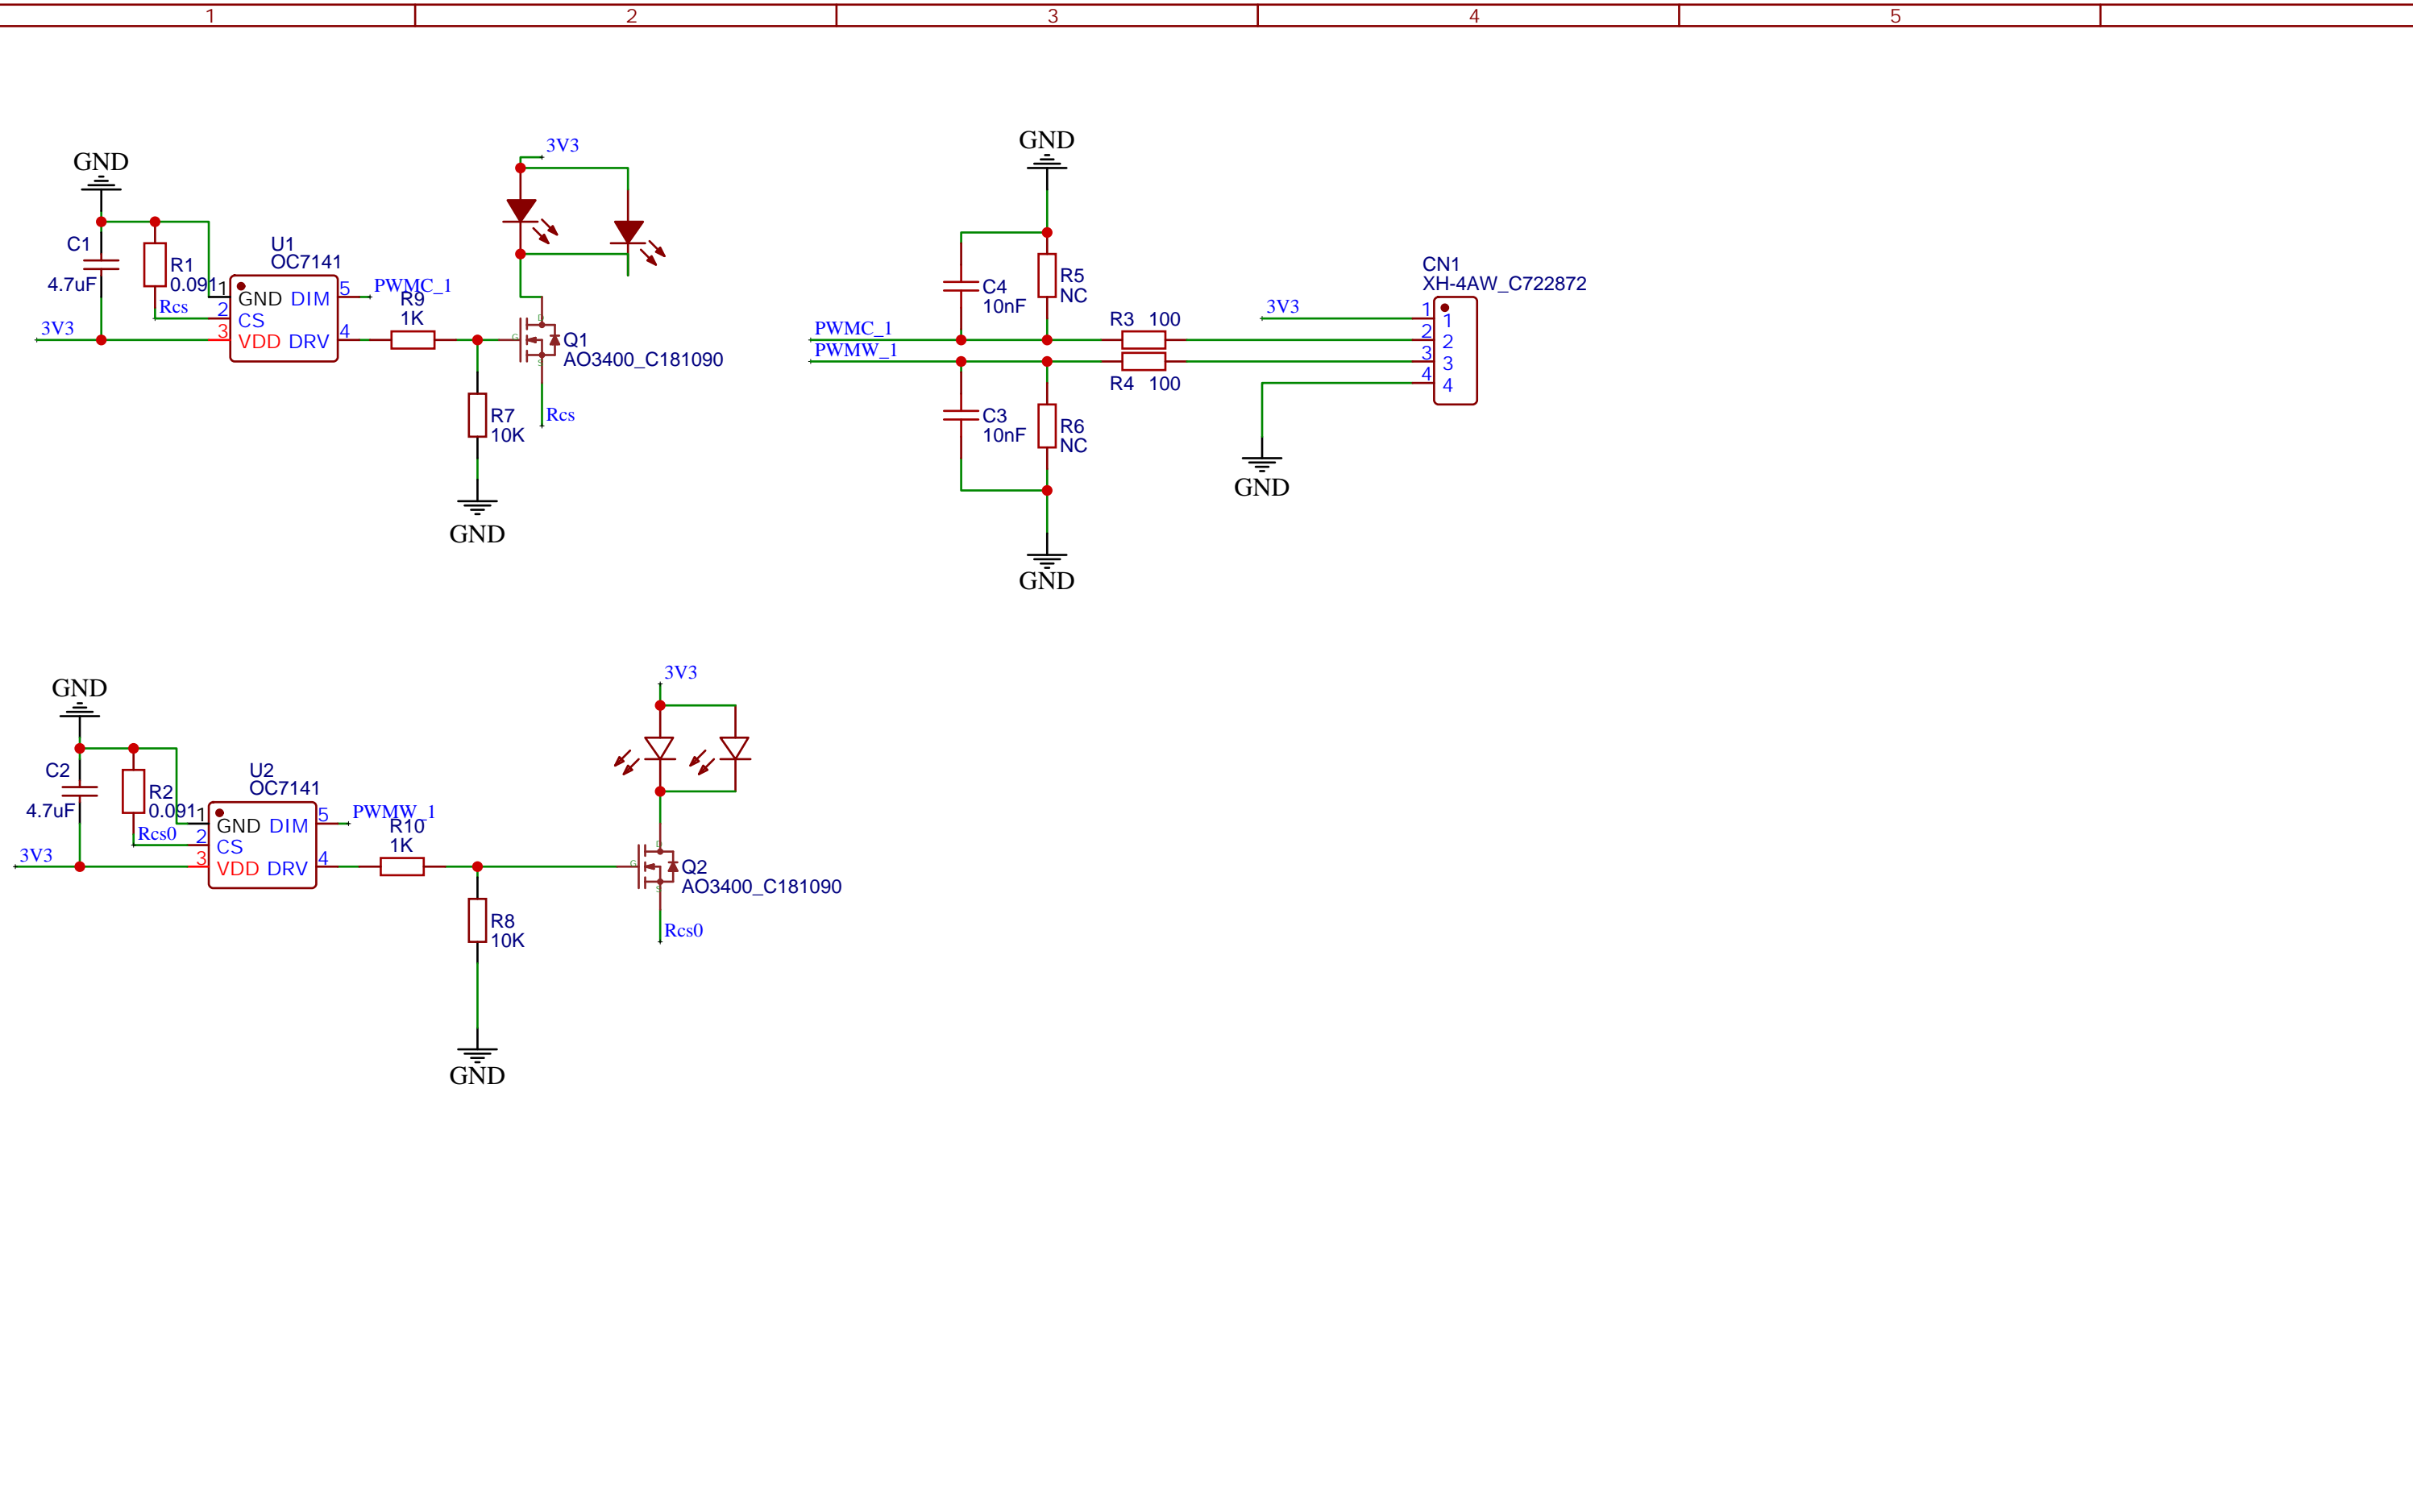 1 2 3 4 5
GND
C1
4.7uF
R1
0.091
Rcs
3V3
U1
OC7141
1 GND DIM 5
2 CS
3 VDD DRV 4
PWMC_1
R9
1K
3V3
G
D
S
Q1
AO3400_C181090
R7
10K
Rcs
GND
GND
C4
10nF
R5
NC
PWMC_1
PWMW_1
R3 100
R4 100
C3
10nF
R6
NC
GND
3V3
CN1
XH-4AW_C722872
1 1
2 2
3 3
4 4
GND
GND
C2
4.7uF
R2
0.091
Rcs0
3V3
U2
OC7141
1 GND DIM 5
2 CS
3 VDD DRV 4
PWMW_1
R10
1K
3V3
G
D
S
Q2
AO3400_C181090
R8
10K
Rcs0
GND